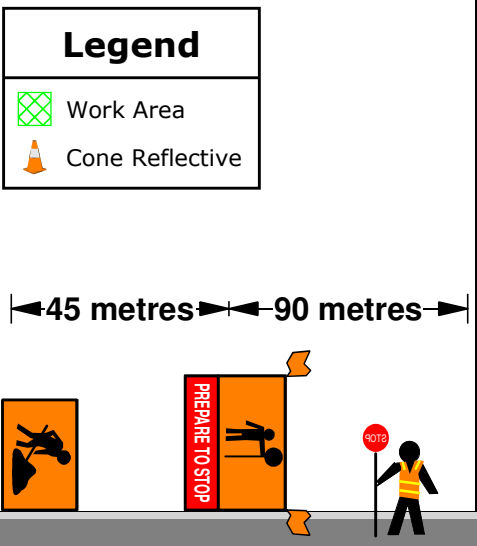 Legend
Work Area
Cone Reflective
45 metres
90 metres
PREPARE TO STOP
STOP